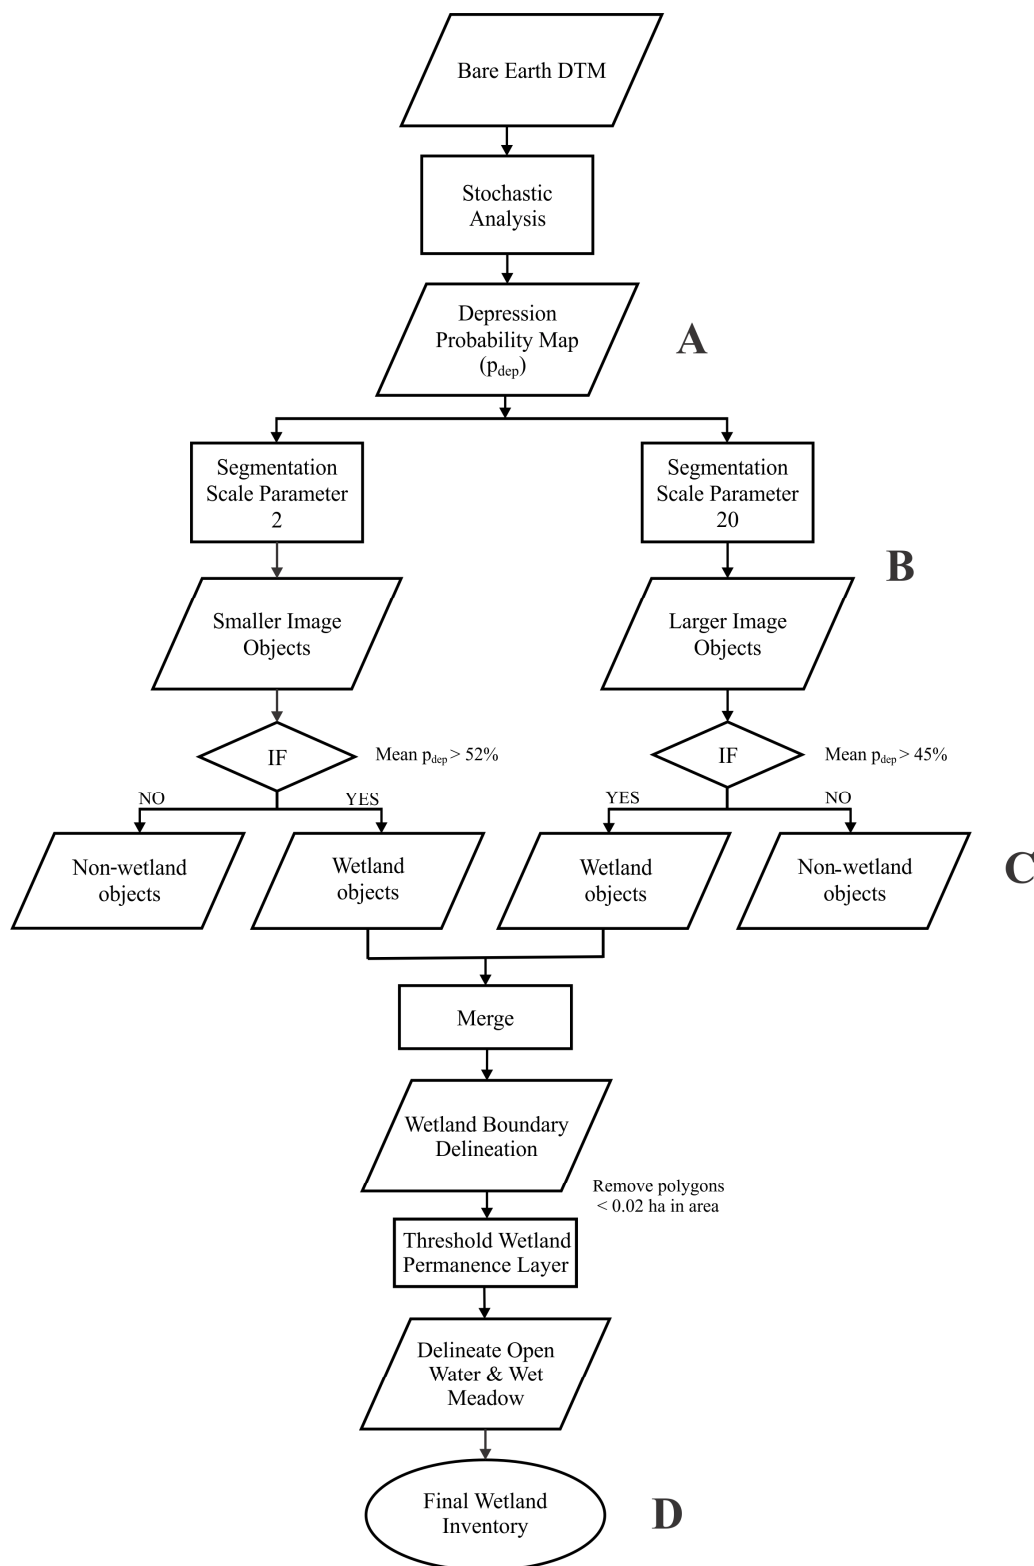 Bare Earth DTM
Stochastic
Analysis
Depression
Probability Map
(pdep)
A
Segmentation
Scale Parameter
2
Segmentation
Scale Parameter
20
B
Smaller Image
Objects
Larger Image
Objects
IF
Mean pdep > 52%
IF
Mean pdep > 45%
NO
YES
YES
NO
Non-wetland
objects
Wetland
objects
Wetland
objects
Non-wetland
objects
C
Merge
Wetland Boundary
Delineation
Remove polygons
< 0.02 ha in area
Threshold Wetland
Permanence Layer
Delineate Open
Water & Wet
Meadow
Final Wetland
Inventory
D